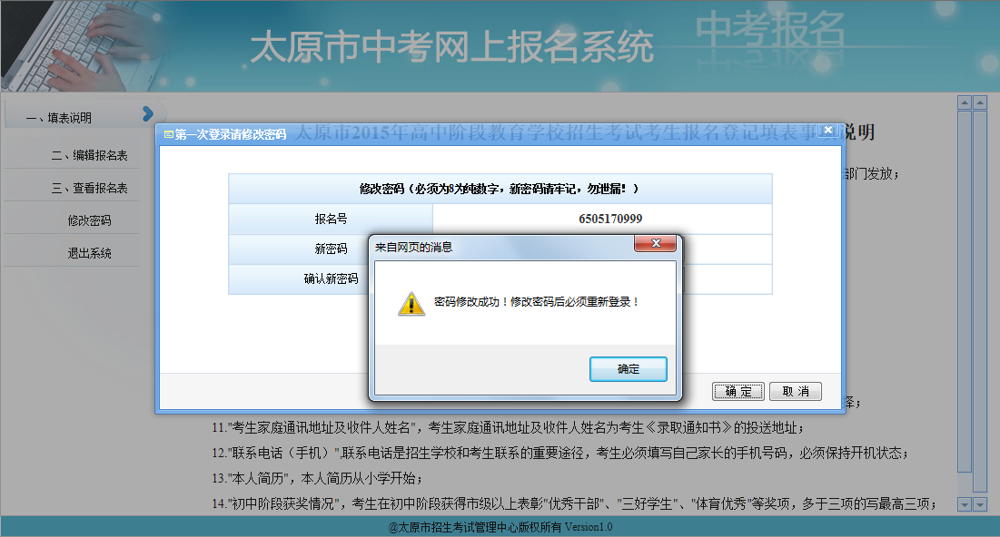 太原市中考网上报名系统
中考报名
一、填表说明
二、编辑报名表
三、查看报名表
修改密码
退出系统
太原市2015年高中阶段教育学校招生考试考生报名登记填表事项说明
部门发放；
第一次登录请修改密码
修改密码（必须为8为纯数字，新密码请牢记，勿泄漏！）
报名号
6505170999
新密码
确认新密码
来自网页的消息
密码修改成功！修改密码后必须重新登录！
确定
确 定
取 消
择；
11."考生家庭通讯地址及收件人姓名"，考生家庭通讯地址及收件人姓名为考生《录取通知书》的投送地址；
12."联系电话（手机）",联系电话是招生学校和考生联系的重要途径，考生必须填写自己家长的手机号码，必须保持开机状态；
13."本人简历"，本人简历从小学开始；
14."初中阶段获奖情况"，考生在初中阶段获得市级以上表彰"优秀干部"、"三好学生"、"体育优秀"等奖项，多于三项的写最高三项；
@太原市招生考试管理中心版权所有 Version1.0